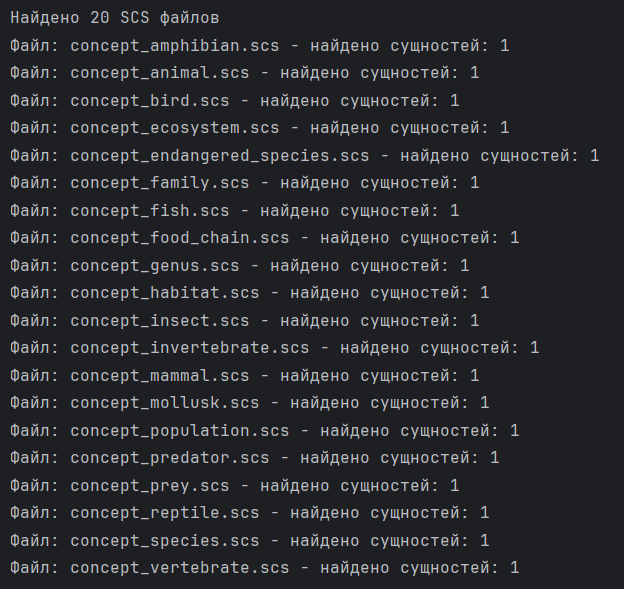 Найдено 20 SCS файлов
Файл: concept_amphibian.scs - найдено сущностей: 1
Файл: concept_animal.scs - найдено сущностей: 1
Файл: concept_bird.scs - найдено сущностей: 1
Файл: concept_ecosystem.scs - найдено сущностей: 1
Файл: concept_endangered_species.scs - найдено сущностей: 1
Файл: concept_family.scs - найдено сущностей: 1
Файл: concept_fish.scs - найдено сущностей: 1
Файл: concept_food_chain.scs - найдено сущностей: 1
Файл: concept_genus.scs - найдено сущностей: 1
Файл: concept_habitat.scs - найдено сущностей: 1
Файл: concept_insect.scs - найдено сущностей: 1
Файл: concept_invertebrate.scs - найдено сущностей: 1
Файл: concept_mammal.scs - найдено сущностей: 1
Файл: concept_mollusk.scs - найдено сущностей: 1
Файл: concept_population.scs - найдено сущностей: 1
Файл: concept_predator.scs - найдено сущностей: 1
Файл: concept_prey.scs - найдено сущностей: 1
Файл: concept_reptile.scs - найдено сущностей: 1
Файл: concept_species.scs - найдено сущностей: 1
Файл: concept_vertebrate.scs - найдено сущностей: 1